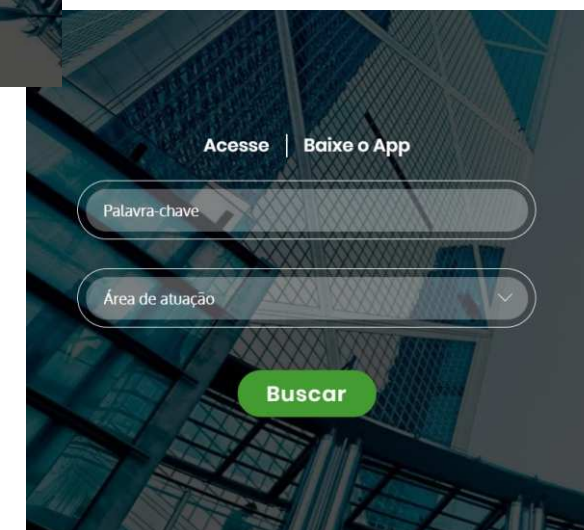 Acesse | Baixe o App
Palavra-chave
Área de atuação
Buscar